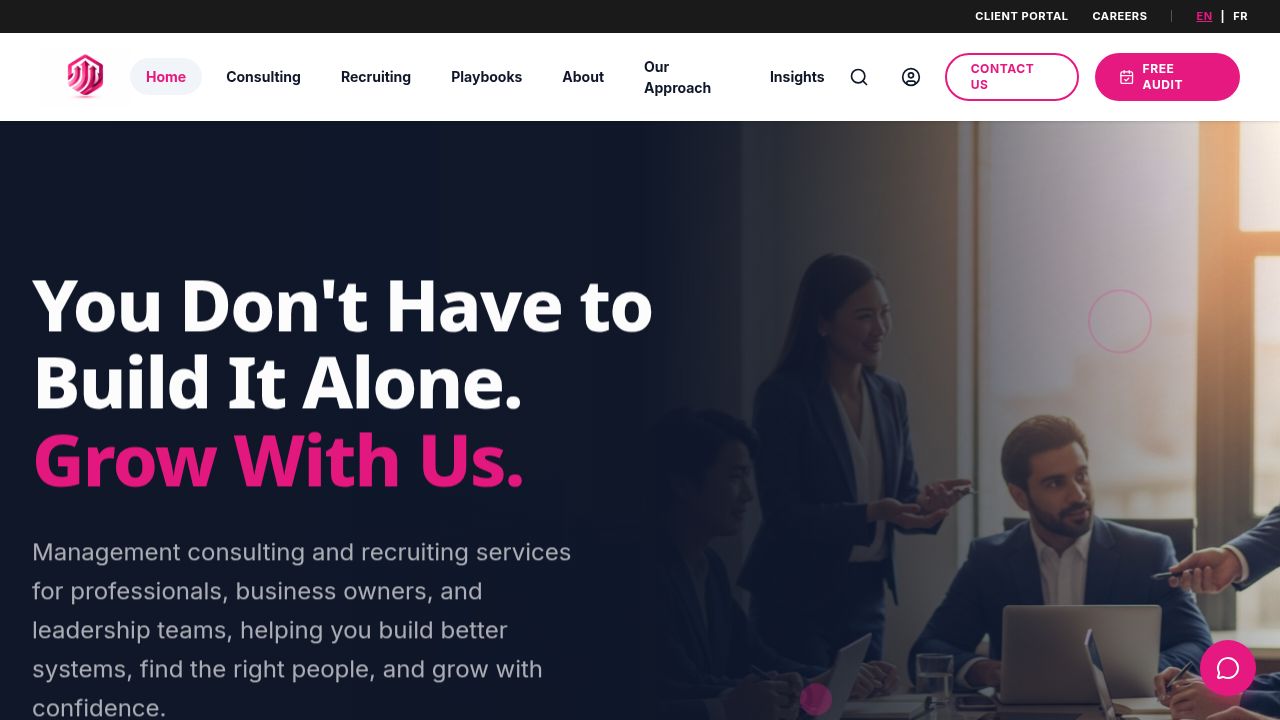 CLIENT PORTAL CAREERS | EN | FR
Home Consulting Recruiting Playbooks About Our Approach Insights CONTACT US FREE AUDIT
You Don't Have to
Build It Alone.
Grow With Us.
Management consulting and recruiting services
for professionals, business owners, and
leadership teams, helping you build better
systems, find the right people, and grow with
confidence.